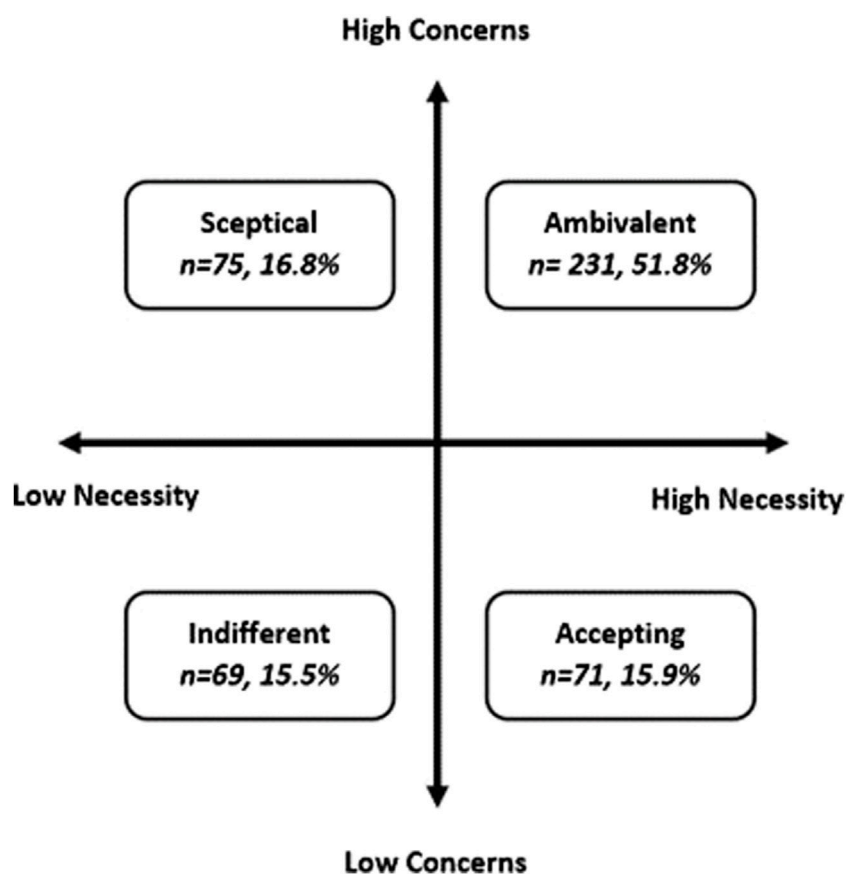 High Concerns
Sceptical
n=75, 16.8%
Ambivalent
n= 231, 51.8%
Low Necessity
High Necessity
Indifferent
n=69, 15.5%
Accepting
n=71, 15.9%
Low Concerns